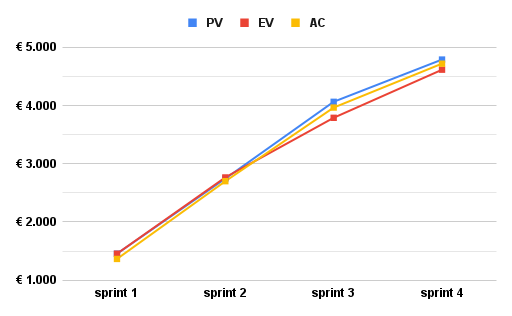 PV EV AC
€ 5.000
€ 4.000
€ 3.000
€ 2.000
€ 1.000
sprint 1 sprint 2 sprint 3 sprint 4